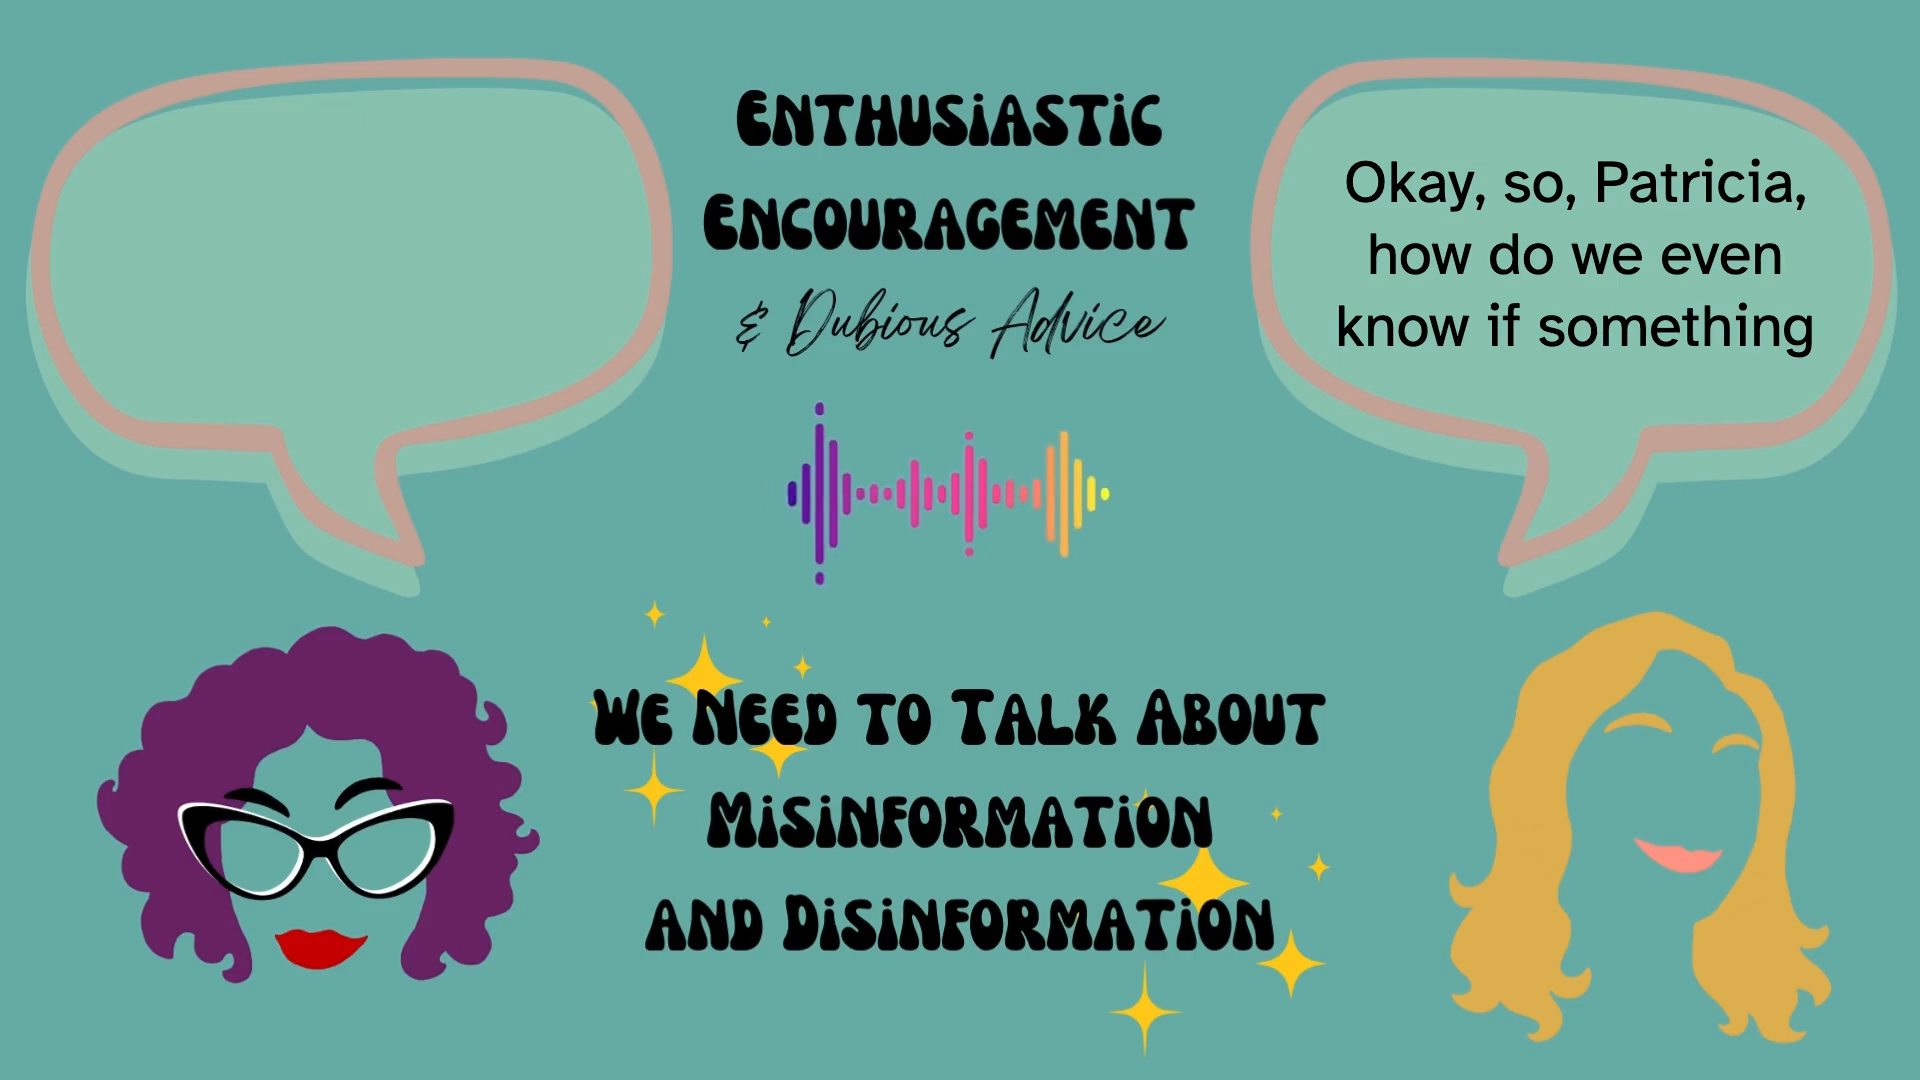 Enthusiastic
Encouragement
& Dubious Advice
Okay, so, Patricia,
how do we even
know if something
We Need to Talk About
Misinformation
and Disinformation